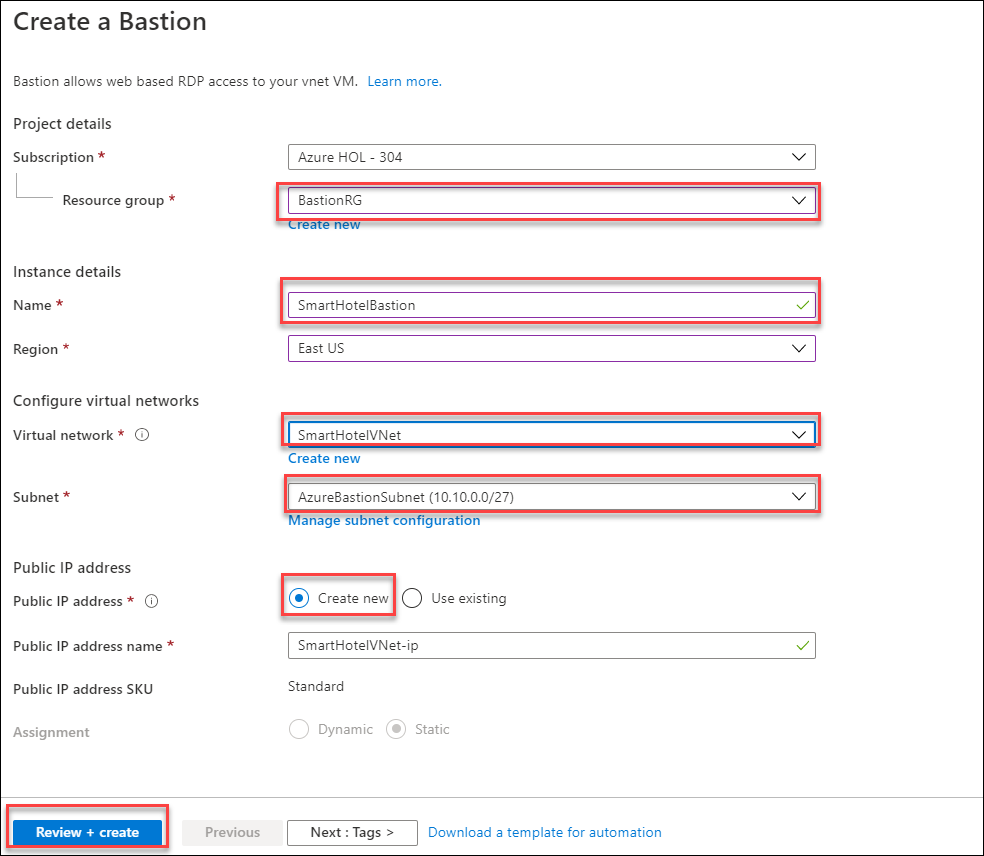 Create a Bastion
Bastion allows web based RDP access to your vnet VM. Learn more.
Project details
Subscription * Azure HOL - 304
Resource group * BastionRG
Create new
Instance details
Name * SmartHotelBastion
Region * East US
Configure virtual networks
Virtual network * SmartHotelVNet
Create new
Subnet * AzureBastionSubnet (10.10.0.0/27)
Manage subnet configuration
Public IP address
Public IP address * Create new Use existing
Public IP address name * SmartHotelVNet-ip
Public IP address SKU Standard
Assignment Dynamic Static
Review + create Previous Next : Tags > Download a template for automation